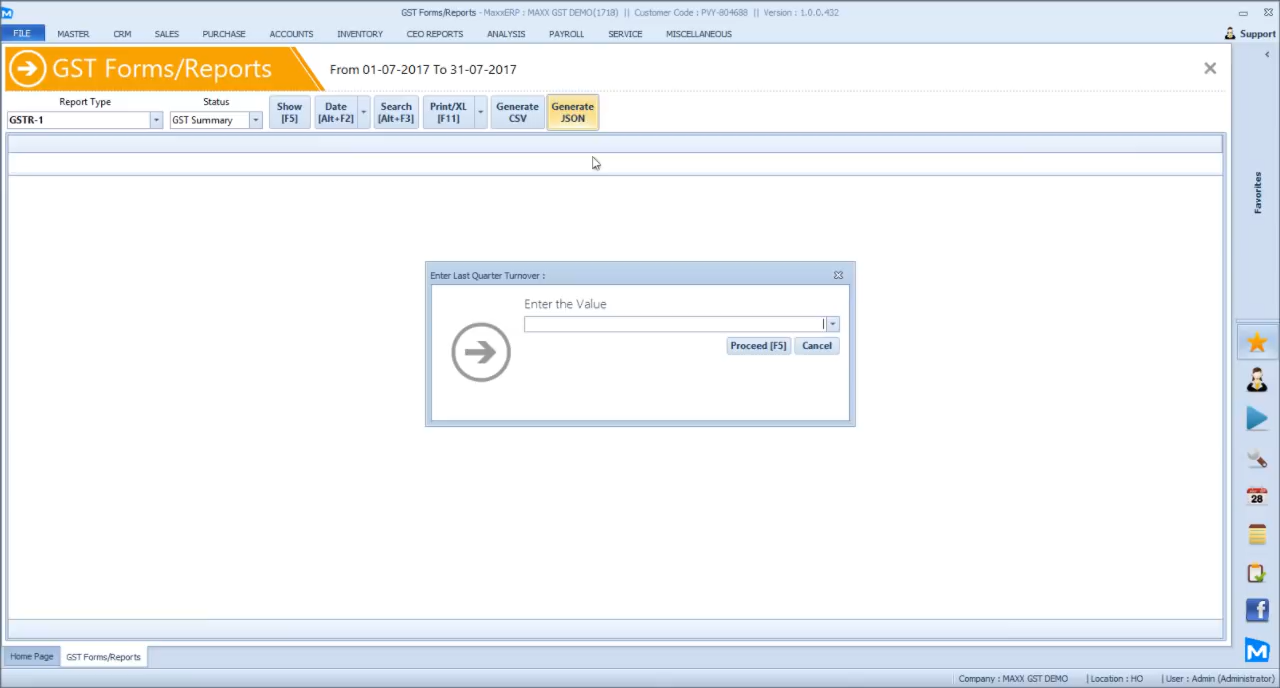 GST Forms/Reports - MaxxERP : MAXX GST DEMO(1718) || Customer Code : PVY-804688 || Version : 1.0.0.432
FILE MASTER CRM SALES PURCHASE ACCOUNTS INVENTORY CEO REPORTS ANALYSIS PAYROLL SERVICE MISCELLANEOUS Support
GST Forms/Reports From 01-07-2017 To 31-07-2017
Report Type Status
GSTR-1 GST Summary
Show [F5]
Date [Alt+F2]
Search [Alt+F3]
Print/XL [F11]
Generate CSV
Generate JSON
Favorites
Enter Last Quarter Turnover :
Enter the Value
Proceed [F5] Cancel
28
Home Page GST Forms/Reports
Company : MAXX GST DEMO | Location : HO | User : Admin (Administrator)